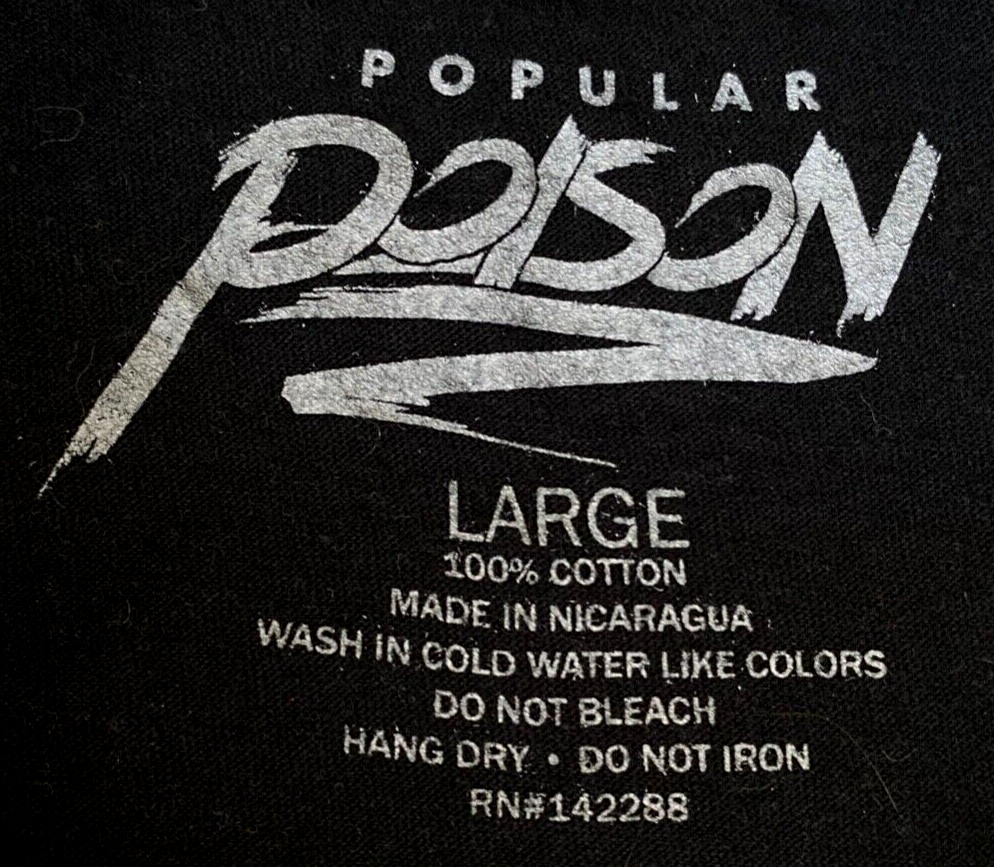 POPULAR
POISON
LARGE
100% COTTON
MADE IN NICARAGUA
WASH IN COLD WATER LIKE COLORS
DO NOT BLEACH
HANG DRY • DO NOT IRON
RN#142288